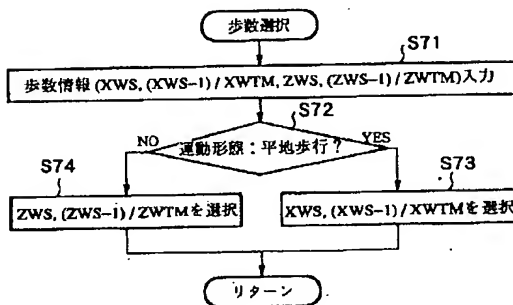 歩数選択
S71
歩数情報(XWS, (XWS-1)/XWTM, ZWS, (ZWS-1)/ZWTM)入力
S72
NO
運動形態:平地歩行?
YES
S74
S73
ZWS, (ZWS-1)/ZWTMを選択
XWS, (XWS-1)/XWTMを選択
リターン